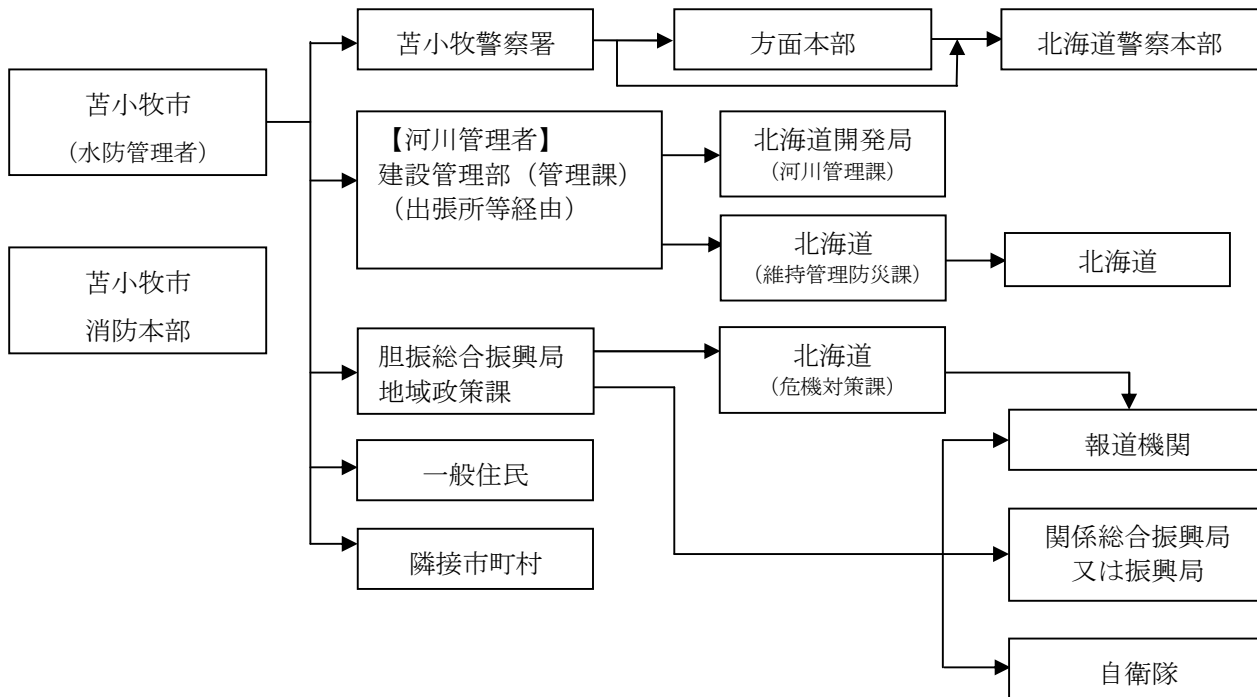 苫小牧警察署
方面本部
北海道警察本部
苫小牧市
(水防管理者)
【河川管理者】
建設管理部(管理課)
(出張所等経由)
北海道開発局
(河川管理課)
北海道
(維持管理防災課)
北海道
苫小牧市
消防本部
胆振総合振興局
地域政策課
北海道
(危機対策課)
報道機関
一般住民
関係総合振興局
又は振興局
隣接市町村
自衛隊